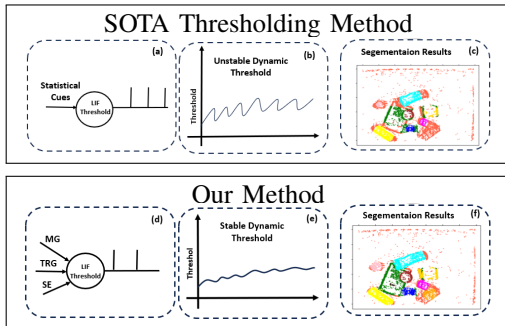 SOTA Thresholding Method
(a)
Statistical
Cues
LIF
Threshold
(b)
Unstable Dynamic
Threshold
Threshold
Segementaion Results
(c)
Our Method
(d)
MG
TRG
SE
LIF
Threshold
(e)
Stable Dynamic
Threshold
Threshol
Segementaion Results
(f)